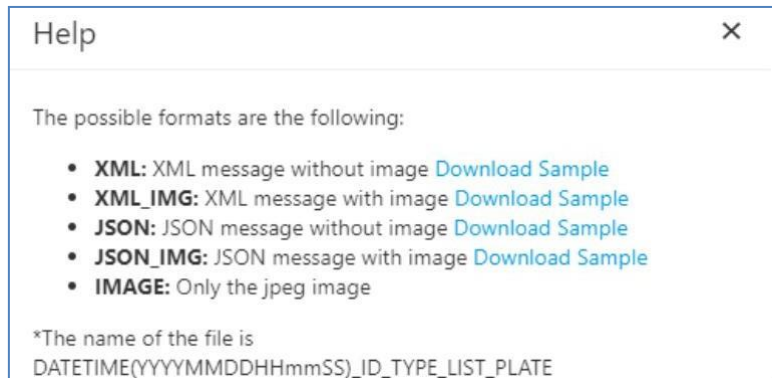 Help
The possible formats are the following:
• XML: XML message without image Download Sample
• XML_IMG: XML message with image Download Sample
• JSON: JSON message without image Download Sample
• JSON_IMG: JSON message with image Download Sample
• IMAGE: Only the jpeg image
*The name of the file is
DATETIME(YYYYMMDDHHmmSS)_ID_TYPE_LIST_PLATE